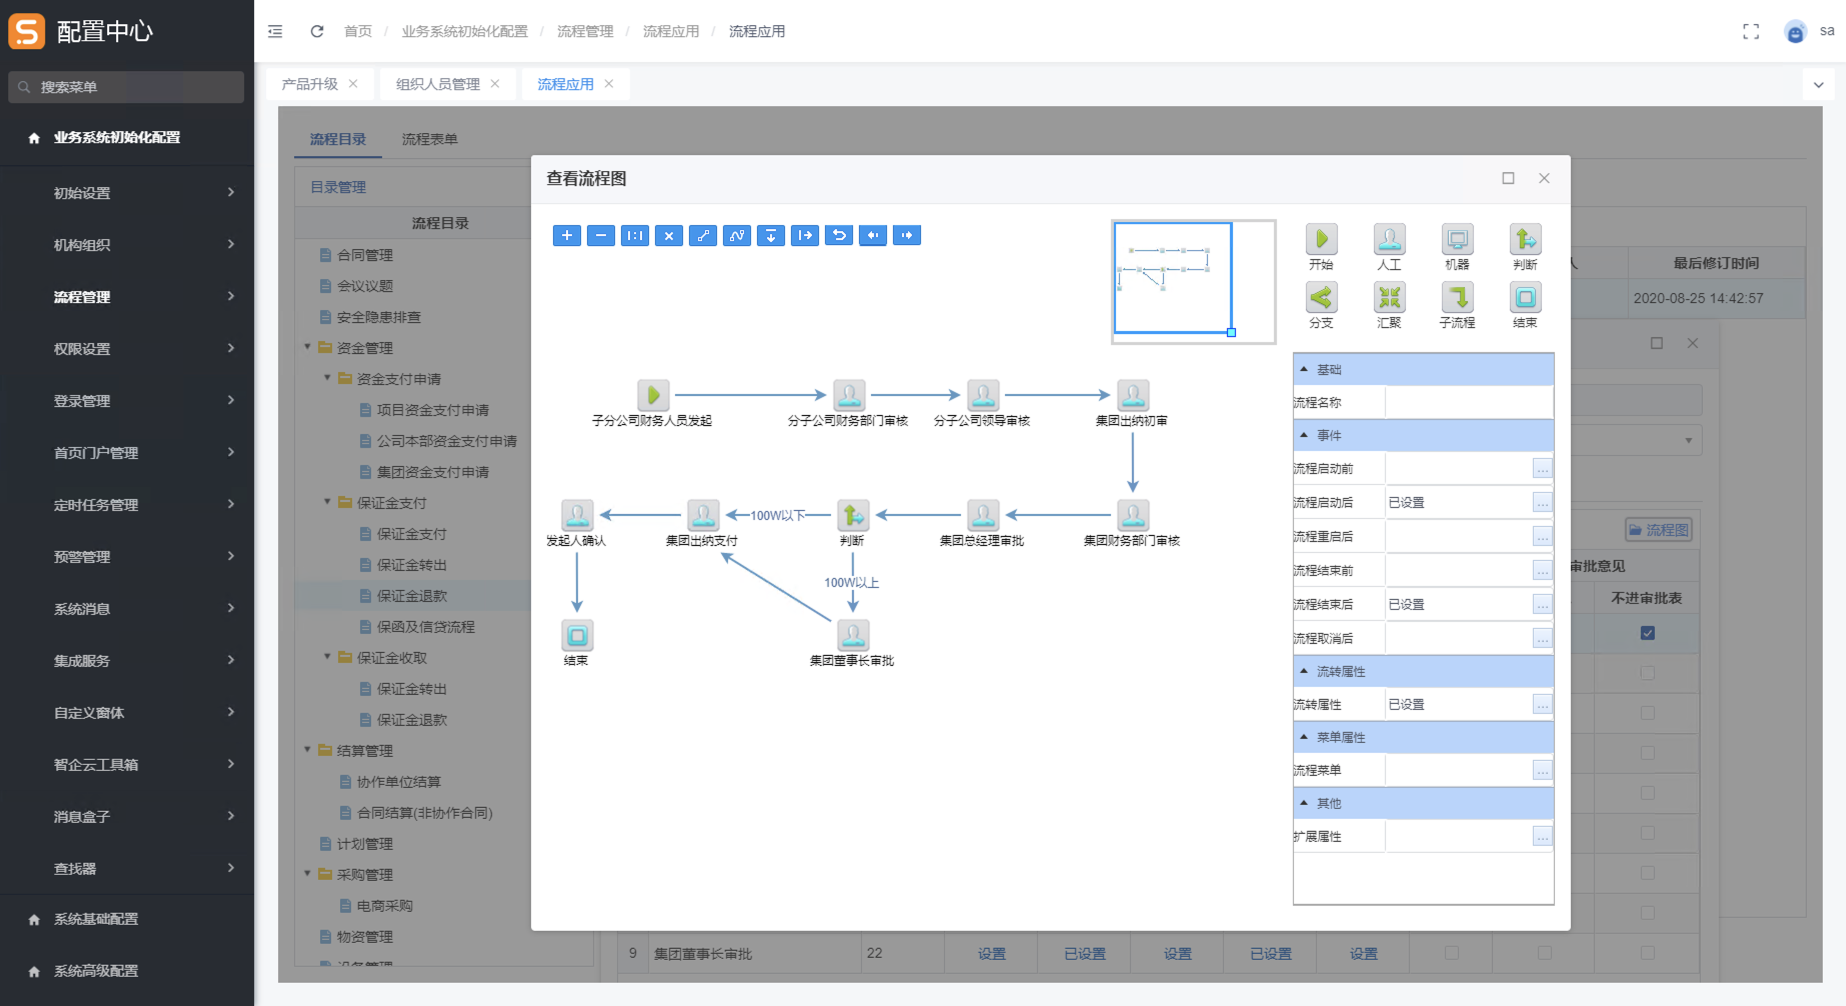 S 配置中心
首页 / 业务系统初始化配置 / 流程管理 / 流程应用 / 流程应用
sa
搜索菜单
产品升级
组织人员管理
流程应用
业务系统初始化配置
初始设置
机构组织
流程管理
权限设置
登录管理
首页门户管理
定时任务管理
预警管理
系统消息
集成服务
自定义窗体
智企云工具箱
消息盒子
查找器
系统基础配置
系统高级配置
流程目录
流程表单
目录管理
流程目录
合同管理
会议议题
安全隐患排查
资金管理
资金支付申请
项目资金支付申请
公司本部资金支付申请
集团资金支付申请
保证金支付
保证金支付
保证金转出
保证金退款
保函及信贷流程
保证金收取
保证金转出
保证金退款
结算管理
协作单位结算
合同结算(非协作合同)
计划管理
采购管理
电商采购
物资管理
查看流程图
1:1
开始
人工
机器
判断
分支
汇聚
子流程
结束
子分公司财务人员发起
分子公司财务部门审核
分子公司领导审核
集团出纳初审
发起人确认
集团出纳支付
100W以下
判断
集团总经理审批
集团财务部门审核
100W以上
结束
集团董事长审批
基础
流程名称
事件
流程启动前 ...
流程启动后 已设置 ...
流程重启后 ...
流程结束前 ...
流程结束后 已设置 ...
流程取消后 ...
流转属性
流转属性 已设置 ...
菜单属性
流程菜单 ...
其他
扩展属性 ...
最后修订时间
2020-08-25 14:42:57
流程图
审批意见
不进审批表
9 集团董事长审批 22 设置 已设置 设置 已设置 设置